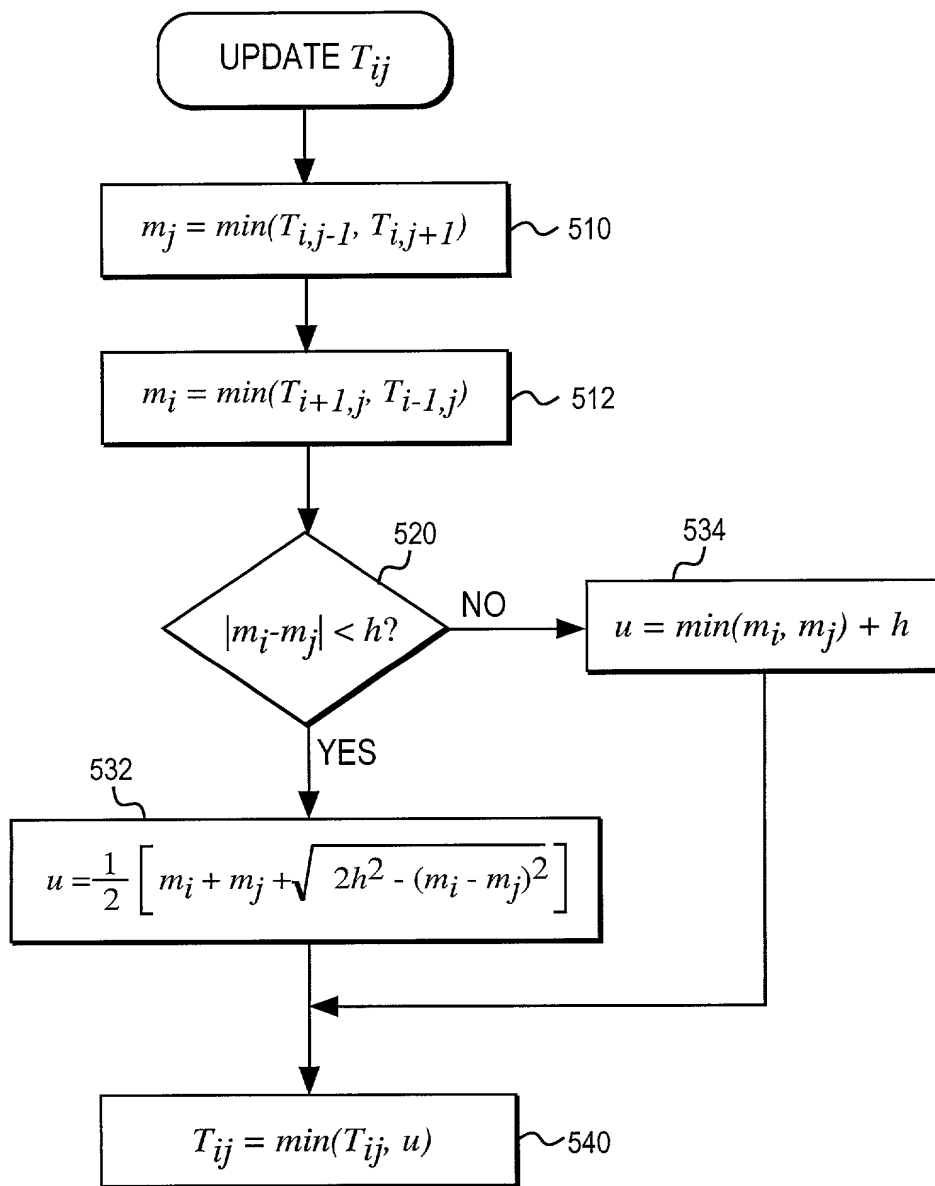 UPDATE T_ij
m_j = min(T_i,j-1, T_i,j+1)
510
m_i = min(T_i+1,j, T_i-1,j)
512
520
|m_i-m_j| < h?
NO
534
u = min(m_i, m_j) + h
YES
532
u = 1/2 [ m_i + m_j + √ 2h² - (m_i - m_j)² ]
T_ij = min(T_ij, u)
540